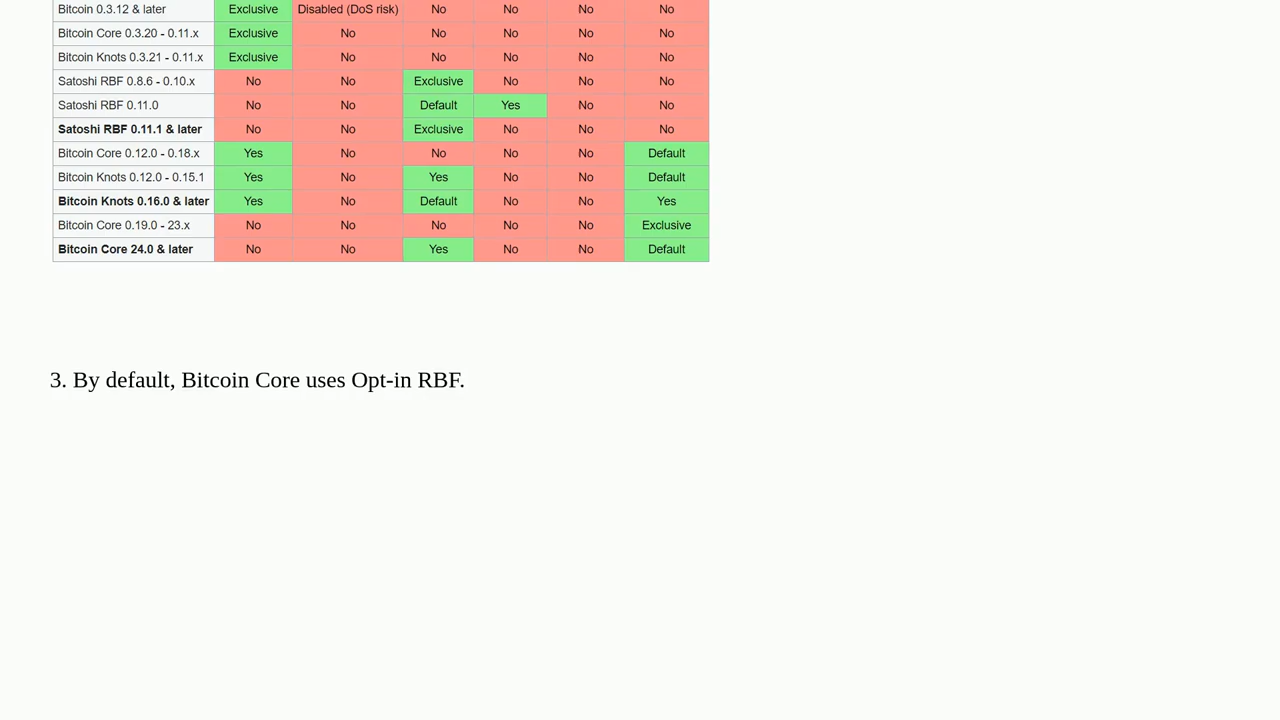 Bitcoin 0.3.12 & later Exclusive Disabled (DoS risk) No No No No
Bitcoin Core 0.3.20 - 0.11.x Exclusive No No No No No
Bitcoin Knots 0.3.21 - 0.11.x Exclusive No No No No No
Satoshi RBF 0.8.6 - 0.10.x No No Exclusive No No No
Satoshi RBF 0.11.0 No No Default Yes No No
Satoshi RBF 0.11.1 & later No No Exclusive No No No
Bitcoin Core 0.12.0 - 0.18.x Yes No No No No Default
Bitcoin Knots 0.12.0 - 0.15.1 Yes No Yes No No Default
Bitcoin Knots 0.16.0 & later Yes No Default No No Yes
Bitcoin Core 0.19.0 - 23.x No No No No No Exclusive
Bitcoin Core 24.0 & later No No Yes No No Default
3. By default, Bitcoin Core uses Opt-in RBF.